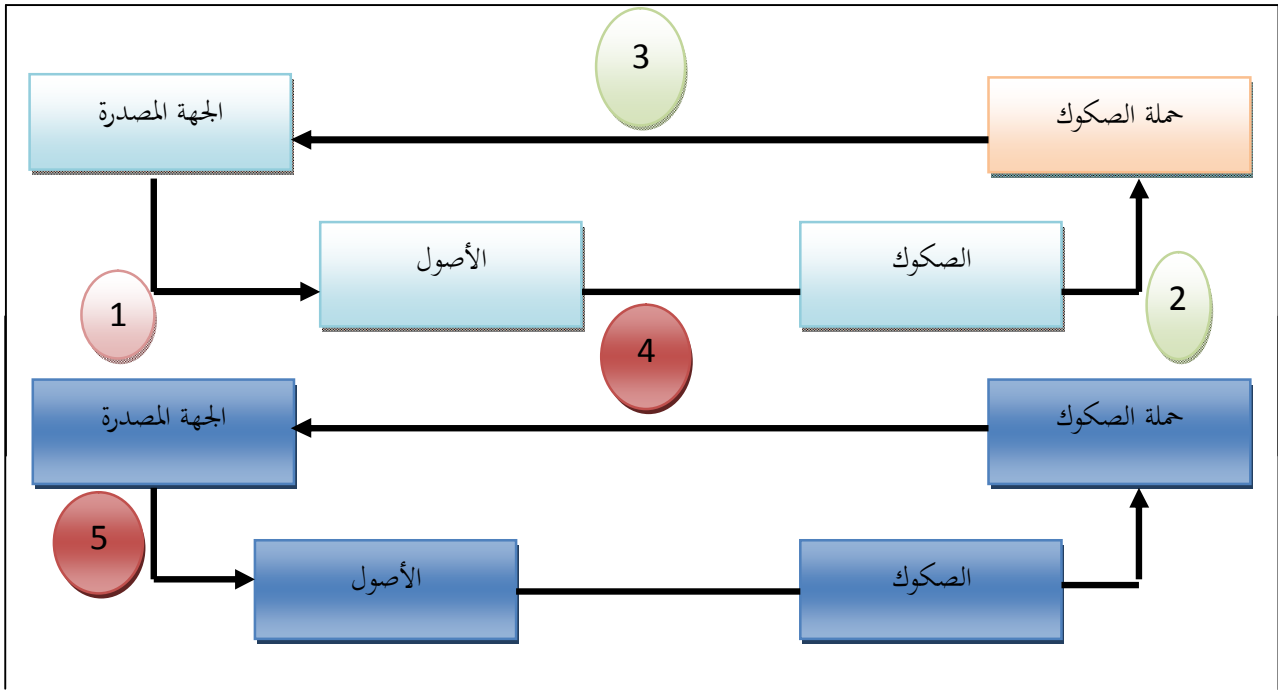 3
الجهة المصدرة
حملة الصكوك
الأصول
الصكوك
1
2
4
الجهة المصدرة
حملة الصكوك
5
الأصول
الصكوك